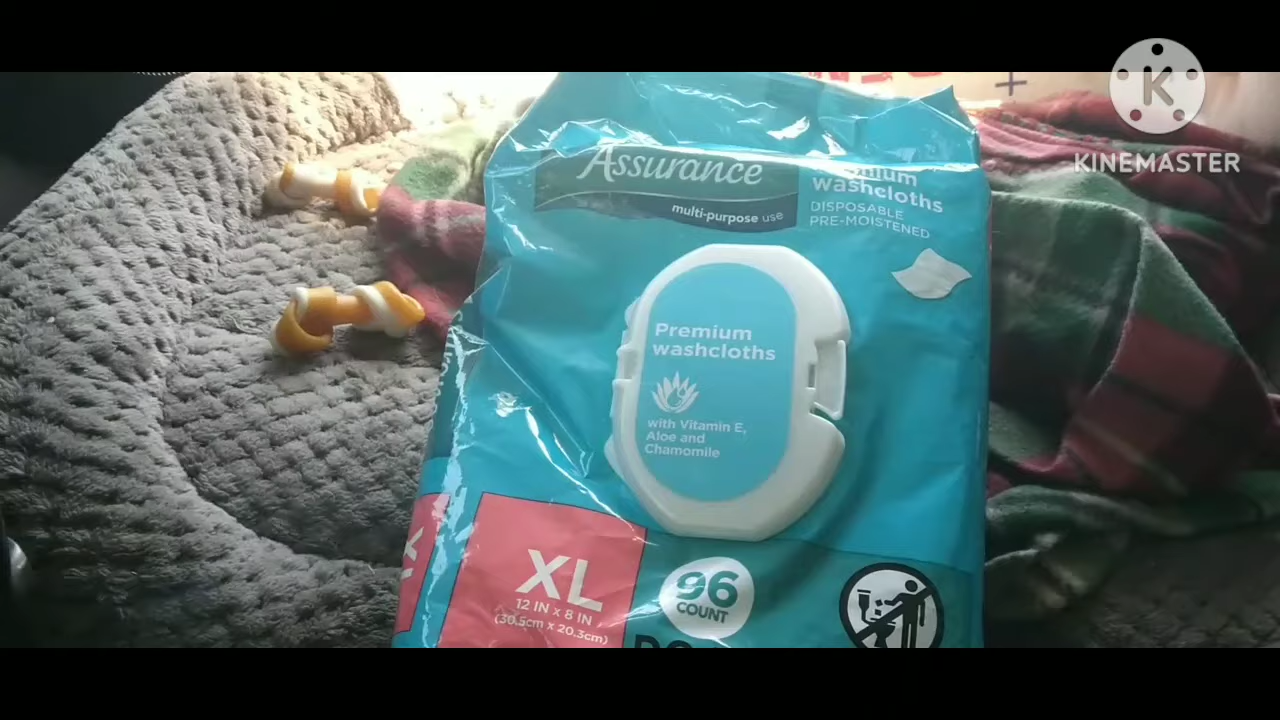 Assurance
multi-purpose use
washcloths
DISPOSABLE
PRE-MOISTENED
Premium
washcloths
with Vitamin E,
Aloe and
Chamomile
XL
12 IN x 8 IN
(30.5cm x 20.3cm)
96
COUNT
KINEMASTER